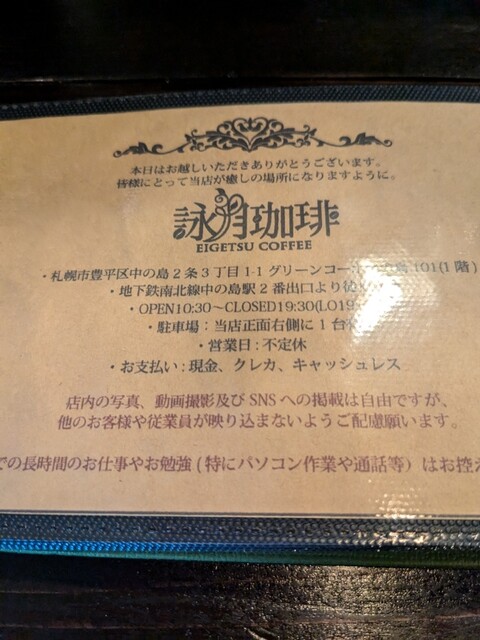 本日はお越しいただきありがとうございます。
皆様にとって当店が癒しの場所になりますように。
詠月珈琲
EIGETSU COFFEE
・札幌市豊平区中の島2条3丁目1-1 グリーンコー 101(1階)
・地下鉄南北線中の島駅2番出口より徒
・OPEN10:30～CLOSED19:30(LO19
・駐車場：当店正面右側に1台
・営業日:不定休
・お支払い:現金、クレカ、キャッシュレス
店内の写真、動画撮影及び SNS への掲載は自由ですが、
他のお客様や従業員が映り込まないようご配慮願います。
での長時間のお仕事やお勉強(特にパソコン作業や通話等）はお控え